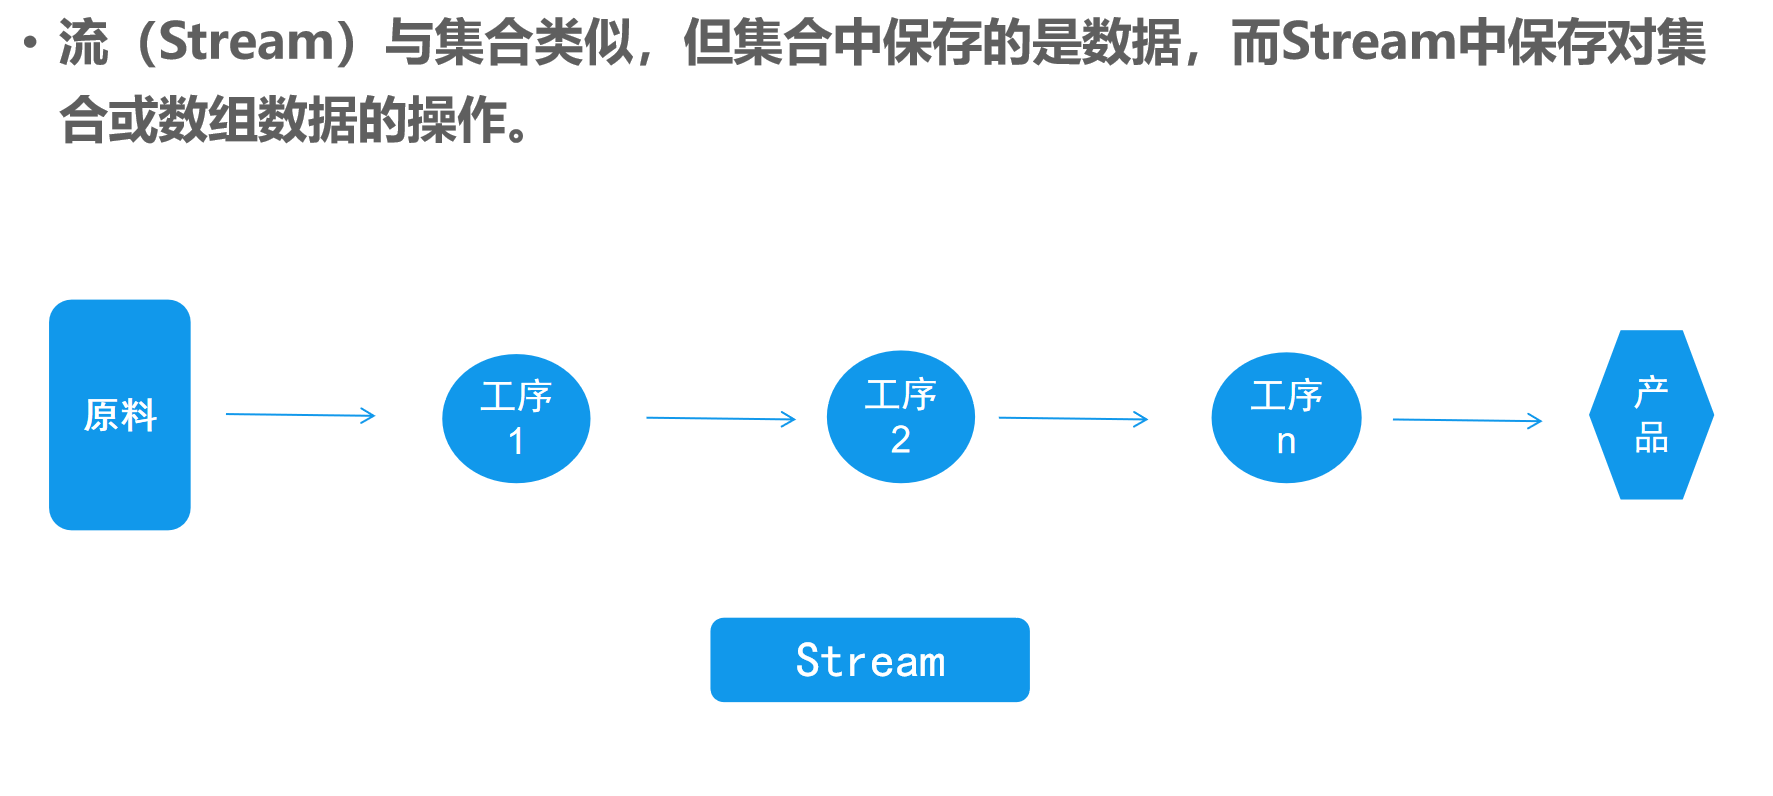 • 流（Stream）与集合类似，但集合中保存的是数据，而Stream中保存对集
合或数组数据的操作。
原料
工序
1
工序
2
工序
n
产
品
Stream